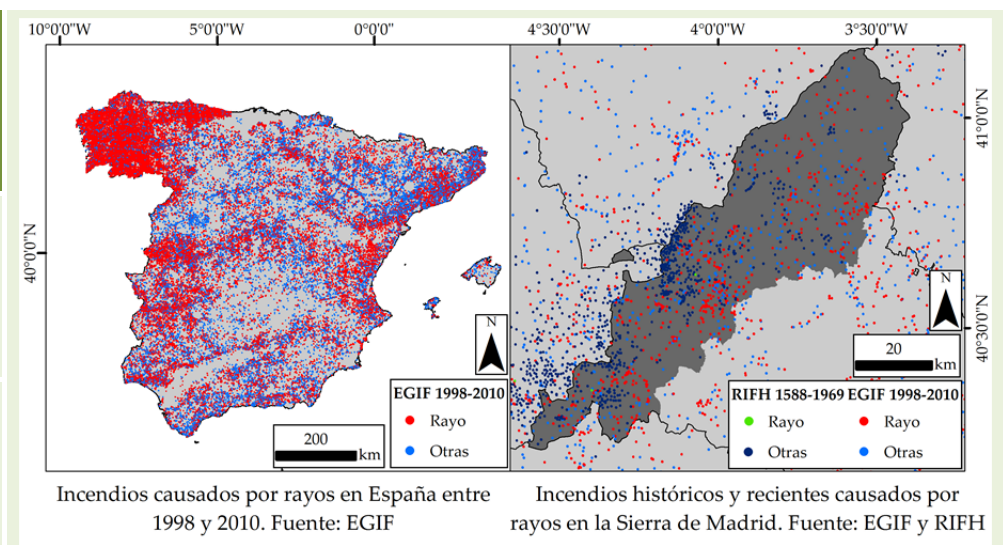 10°0'0"W 5°0'0"W 0°0'0" 4°30'0"W 4°0'0"W 3°30'0"W
40°0'0"N
41°0'0"N
40°30'0"N
N
200
km
EGIF 1998-2010
Rayo
Otras
N
20
km
RIFH 1588-1969 EGIF 1998-2010
Rayo Rayo
Otras Otras
Incendios causados por rayos en España entre
1998 y 2010. Fuente: EGIF
Incendios históricos y recientes causados por
rayos en la Sierra de Madrid. Fuente: EGIF y RIFH